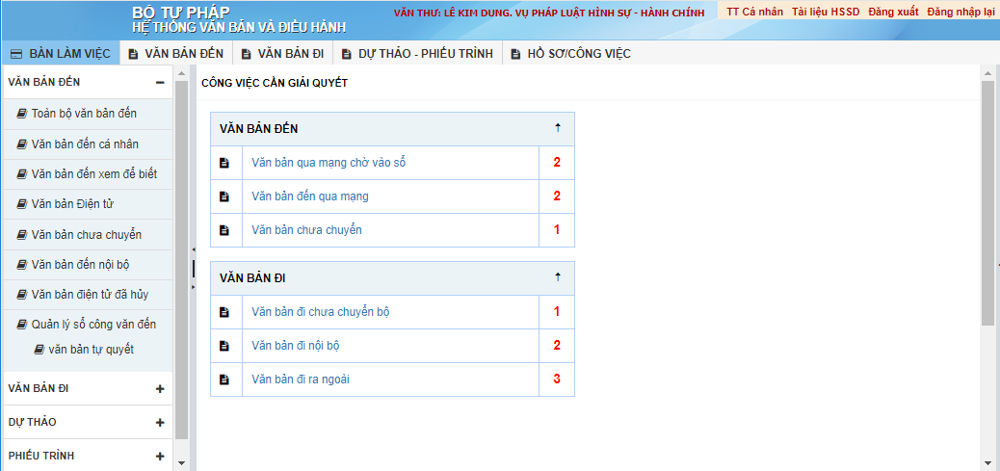 BỘ TƯ PHÁP
HỆ THỐNG VĂN BẢN VÀ ĐIỀU HÀNH
VĂN THƯ: LÊ KIM DUNG. VỤ PHÁP LUẬT HÌNH SỰ - HÀNH CHÍNH
TT Cá nhân Tài liệu HSSD Đăng xuất Đăng nhập lại
BÀN LÀM VIỆC VĂN BẢN ĐẾN VĂN BẢN ĐI DỰ THẢO - PHIẾU TRÌNH HỒ SƠ/CÔNG VIỆC
VĂN BẢN ĐẾN
Toàn bộ văn bản đến
Văn bản đến cá nhân
Văn bản đến xem để biết
Văn bản Điện tử
Văn bản chưa chuyển
Văn bản đến nội bộ
Văn bản điện tử đã hủy
Quản lý sổ công văn đến
văn bản tự quyết
VĂN BẢN ĐI
DỰ THẢO
PHIẾU TRÌNH
CÔNG VIỆC CẦN GIẢI QUYẾT
VĂN BẢN ĐẾN
Văn bản qua mạng chờ vào sổ 2
Văn bản đến qua mạng 2
Văn bản chưa chuyển 1
VĂN BẢN ĐI
Văn bản đi chưa chuyển bộ 1
Văn bản đi nội bộ 2
Văn bản đi ra ngoài 3